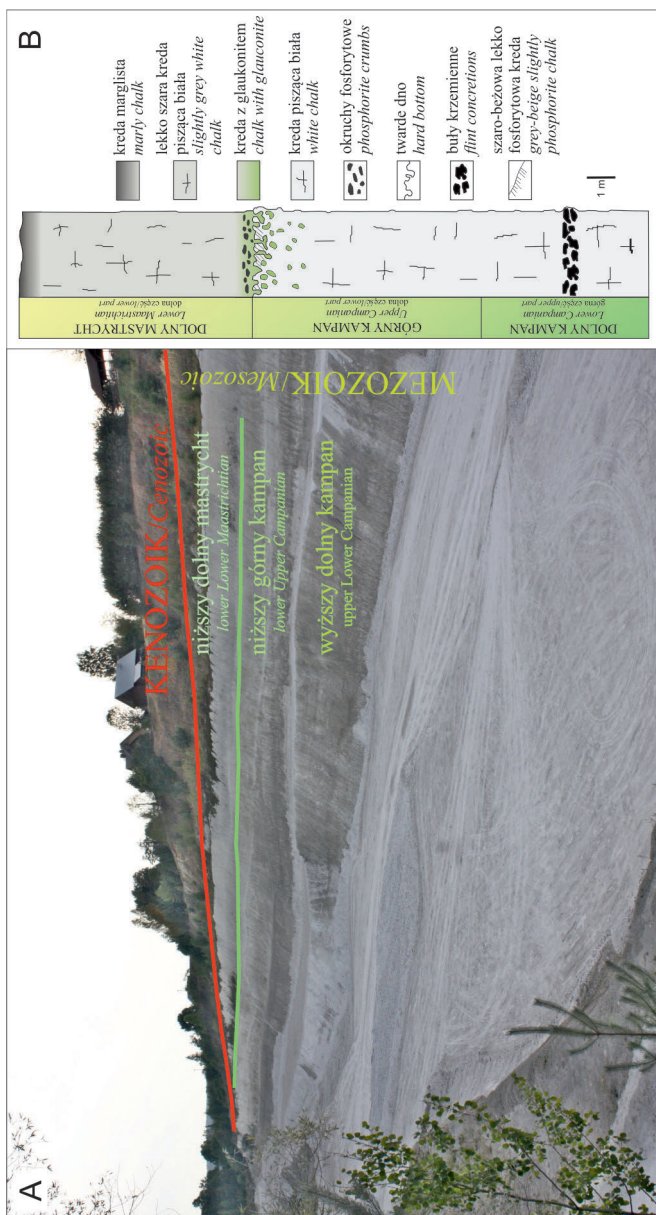 A
KENOZOIK/Cenozoic
niższy dolny mastrycht
lower Lower Maastrichtian
niższy górny kampan
lower Upper Campanian
wyższy dolny kampan
upper Lower Campanian
MEZOZOIK/Mesozoic
B
DOLNY MASTRYCHT
Lower Maastrichtian
dolna część/lower part
GÓRNY KAMPAN
Upper Campanian
dolna część/lower part
DOLNY KAMPAN
Lower Campanian
górna część/upper part
kreda marglista
marly chalk
lekko szara kreda
pisząca biała
slightly grey white
chalk
kreda z glaukonitem
chalk with glauconite
kreda pisząca biała
white chalk
okruchy fosforytowe
phosphorite crumbs
twarde dno
hard bottom
buły krzemienne
flint concretions
szaro-beżowa lekko
fosforytowa kreda
grey-beige slightly
phosphorite chalk
1 m